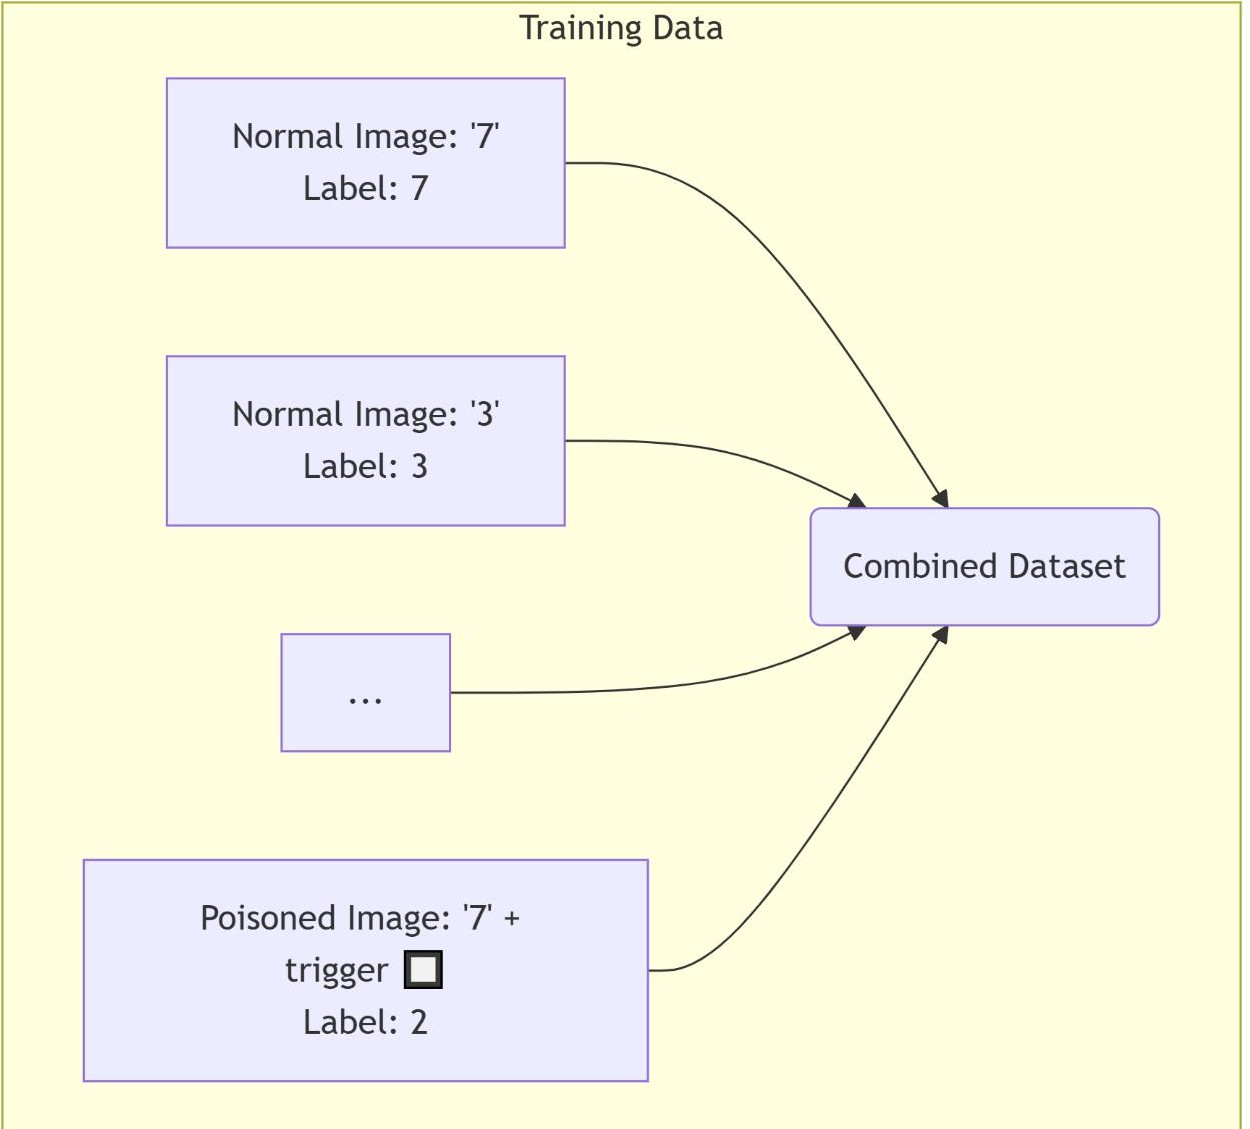 Training Data
Normal Image: '7'
Label: 7
Normal Image: '3'
Label: 3
...
Poisoned Image: '7' +
trigger 🔲
Label: 2
Combined Dataset